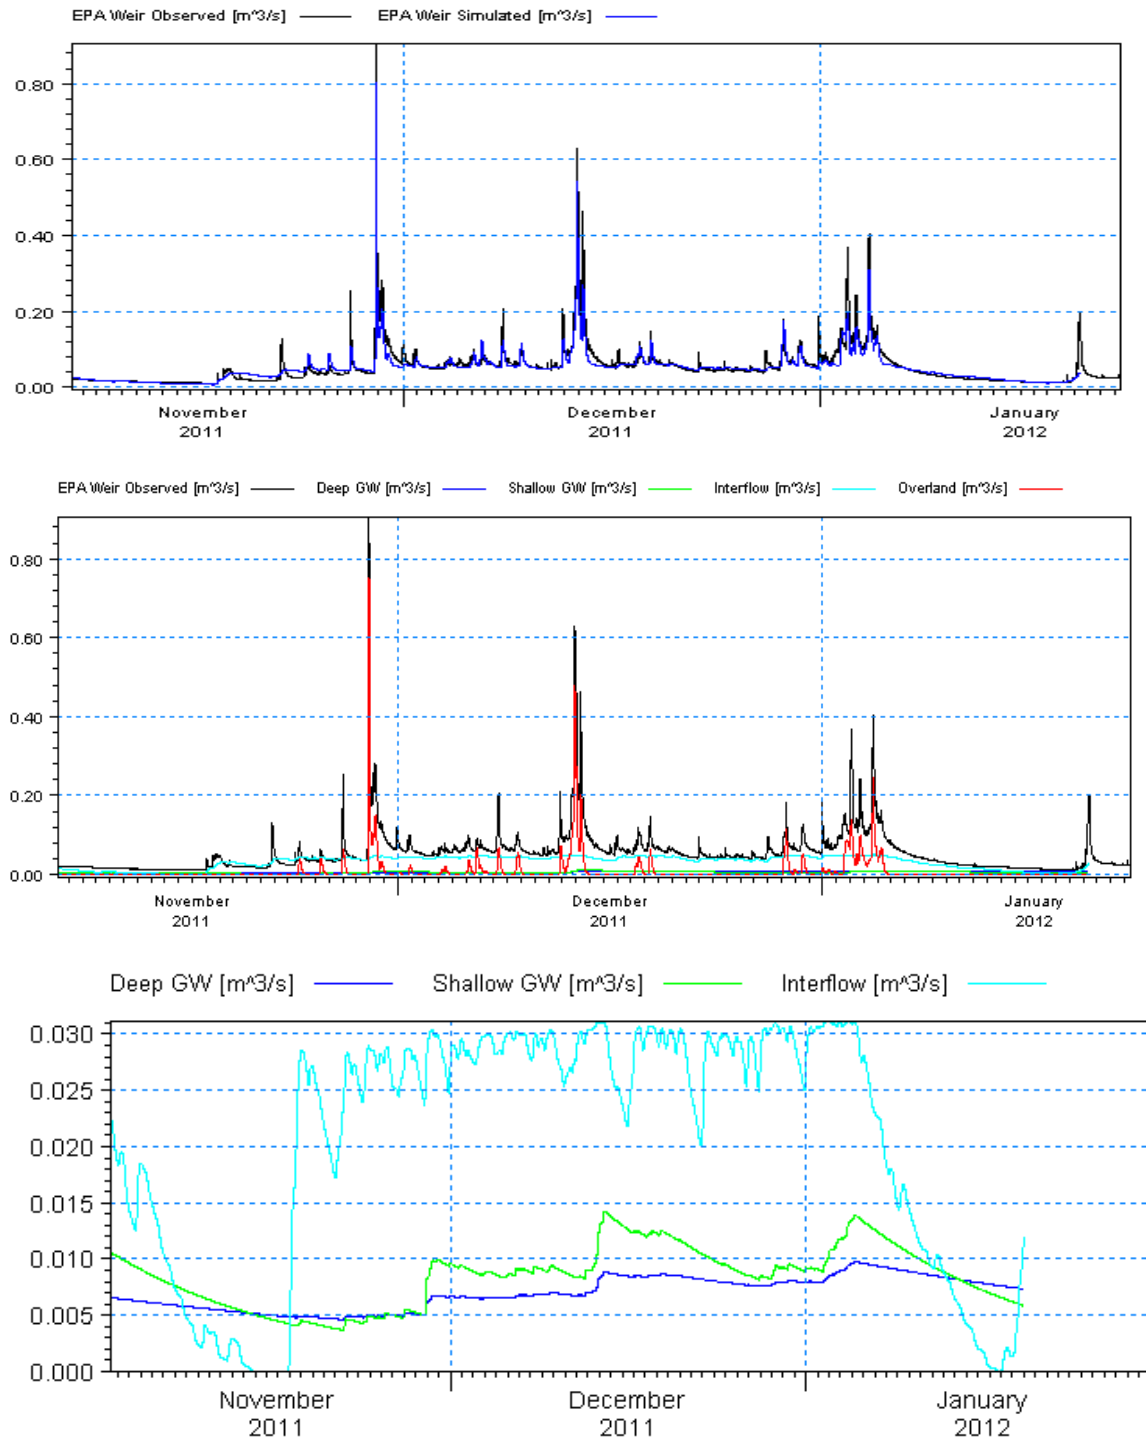 EPA Weir Observed [m^3/s] EPA Weir Simulated [m^3/s]
0.80
0.60
0.40
0.20
0.00
November December January
2011 2011 2012
EPA Weir Observed [m^3/s] Deep GW [m^3/s] Shallow GW [m^3/s] Interflow [m^3/s] Overland [m^3/s]
0.80
0.60
0.40
0.20
0.00
November December January
2011 2011 2012
Deep GW [m^3/s] Shallow GW [m^3/s] Interflow [m^3/s]
0.030
0.025
0.020
0.015
0.010
0.005
0.000
November December January
2011 2011 2012